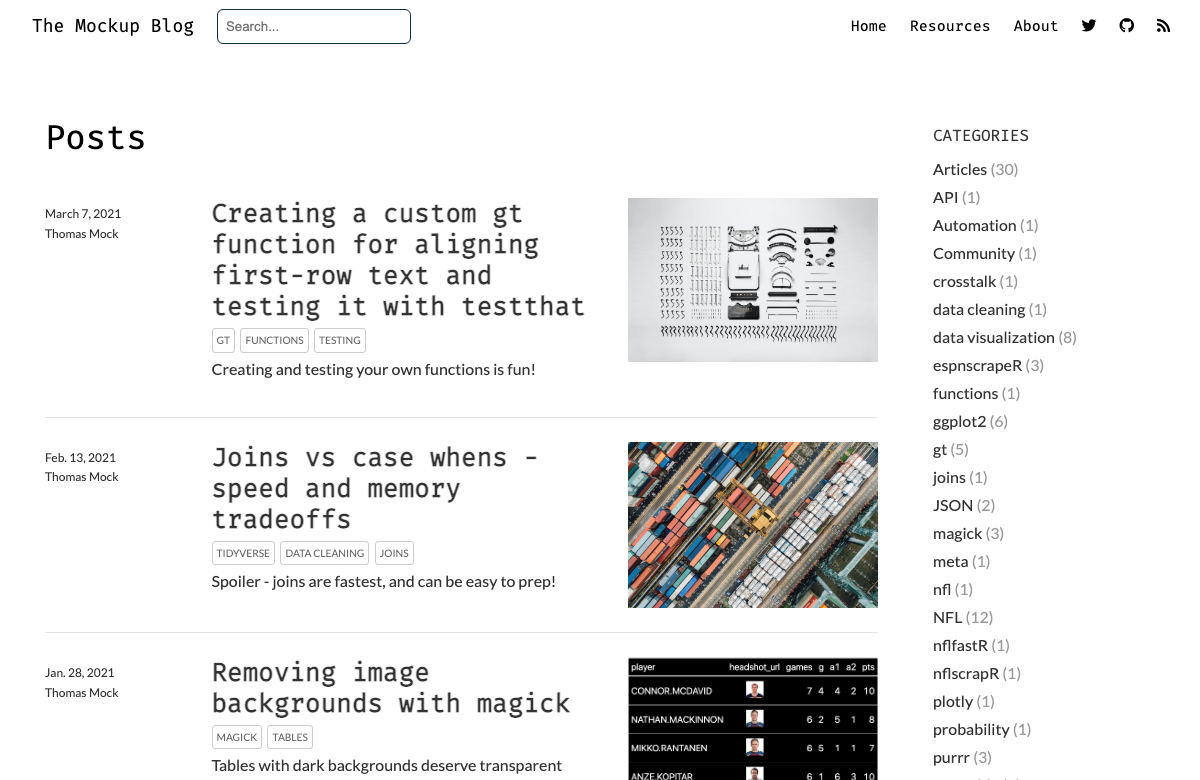 The Mockup Blog
Search...
Home
Resources
About
Posts
March 7, 2021
Thomas Mock
Creating a custom gt
function for aligning
first-row text and
testing it with testthat
GT
FUNCTIONS
TESTING
Creating and testing your own functions is fun!
Feb. 13, 2021
Thomas Mock
Joins vs case whens -
speed and memory
tradeoffs
TIDYVERSE
DATA CLEANING
JOINS
Spoiler - joins are fastest, and can be easy to prep!
Jan. 28, 2021
Thomas Mock
Removing image
backgrounds with magick
MAGICK
TABLES
Tables with dark backgrounds deserve transparent
player headshot_url games g a1 a2 pts
CONNOR.MCDAVID 7 4 4 2 10
NATHAN.MACKINNON 6 2 5 1 8
MIKKO.RANTANEN 6 5 1 1 7
ANZE.KOPITAR 6 1 6 3 10
CATEGORIES
Articles (30)
API (1)
Automation (1)
Community (1)
crosstalk (1)
data cleaning (1)
data visualization (8)
espnscrapeR (3)
functions (1)
ggplot2 (6)
gt (5)
joins (1)
JSON (2)
magick (3)
meta (1)
nfl (1)
NFL (12)
nflfastR (1)
nflscrapR (1)
plotly (1)
probability (1)
purrr (3)